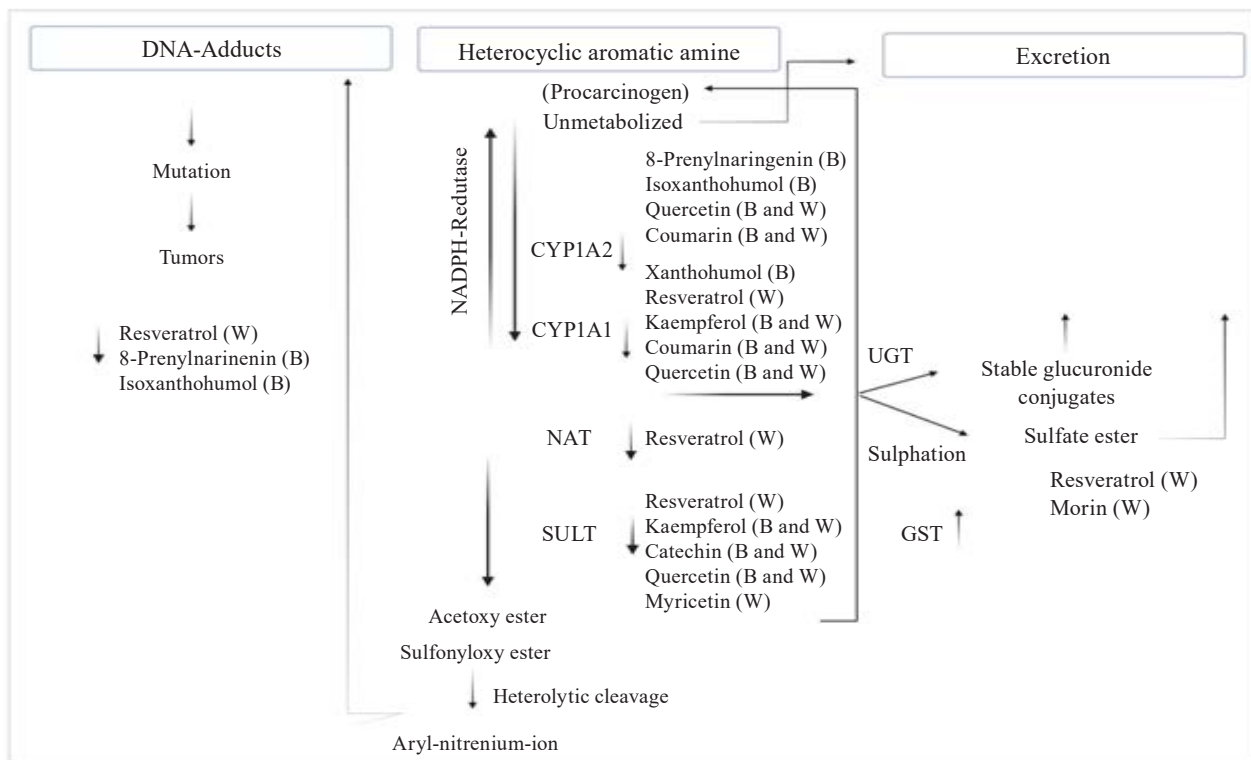 DNA-Adducts
Mutation
Tumors
Resveratrol (W)
8-Prenylnarinenin (B)
Isoxanthohumol (B)
Heterocyclic aromatic amine
(Procarcinogen)
Unmetabolized
NADPH-Redutase
8-Prenylnaringenin (B)
Isoxanthohumol (B)
Quercetin (B and W)
Coumarin (B and W)
CYP1A2
Xanthohumol (B)
Resveratrol (W)
Kaempferol (B and W)
Coumarin (B and W)
Quercetin (B and W)
CYP1A1
NAT
Resveratrol (W)
SULT
Resveratrol (W)
Kaempferol (B and W)
Catechin (B and W)
Quercetin (B and W)
Myricetin (W)
Acetoxy ester
Sulfonyloxy ester
Heterolytic cleavage
Aryl-nitrenium-ion
Excretion
UGT
Stable glucuronide
conjugates
Sulphation
Sulfate ester
Resveratrol (W)
Morin (W)
GST